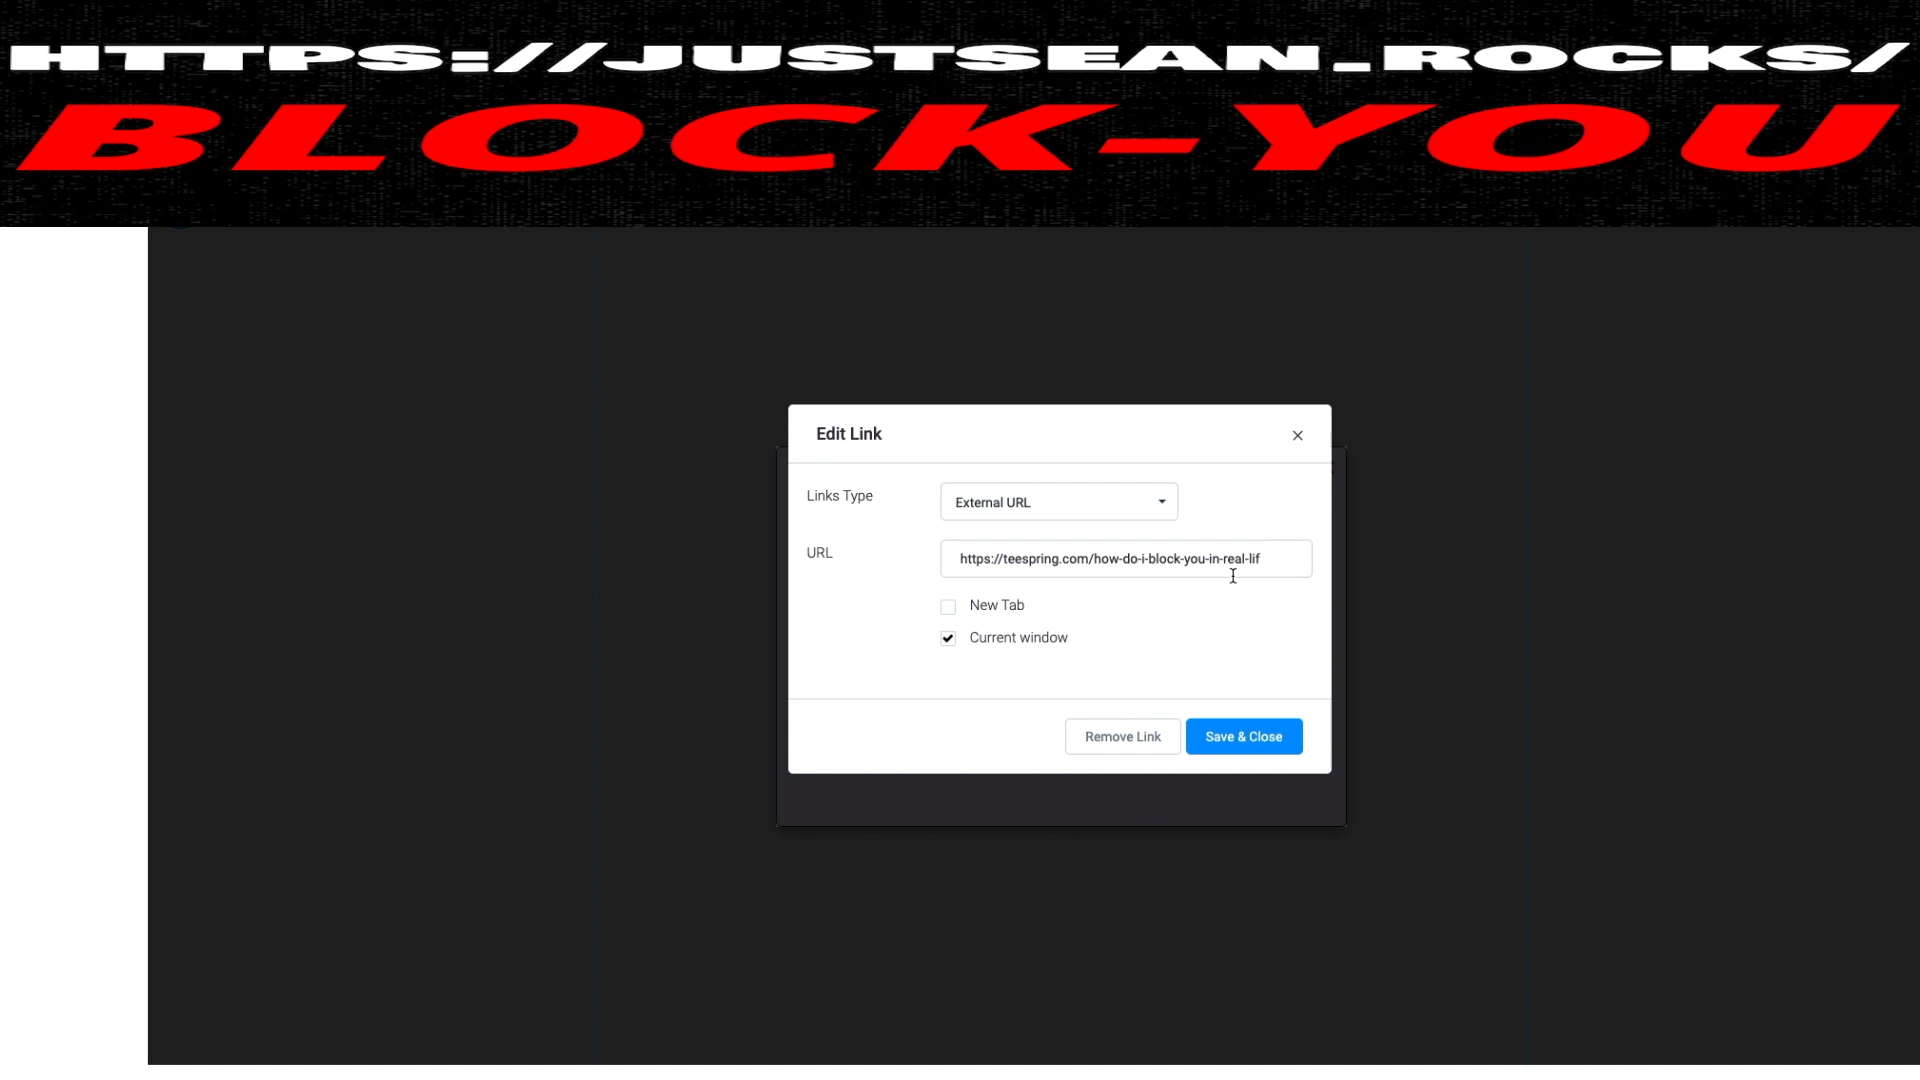 HTTPS://JUSTSEAN.ROCKS/
BLOCK-YOU
Edit Link
Links Type
External URL
URL
https://teespring.com/how-do-i-block-you-in-real-lif
New Tab
Current window
Remove Link
Save & Close